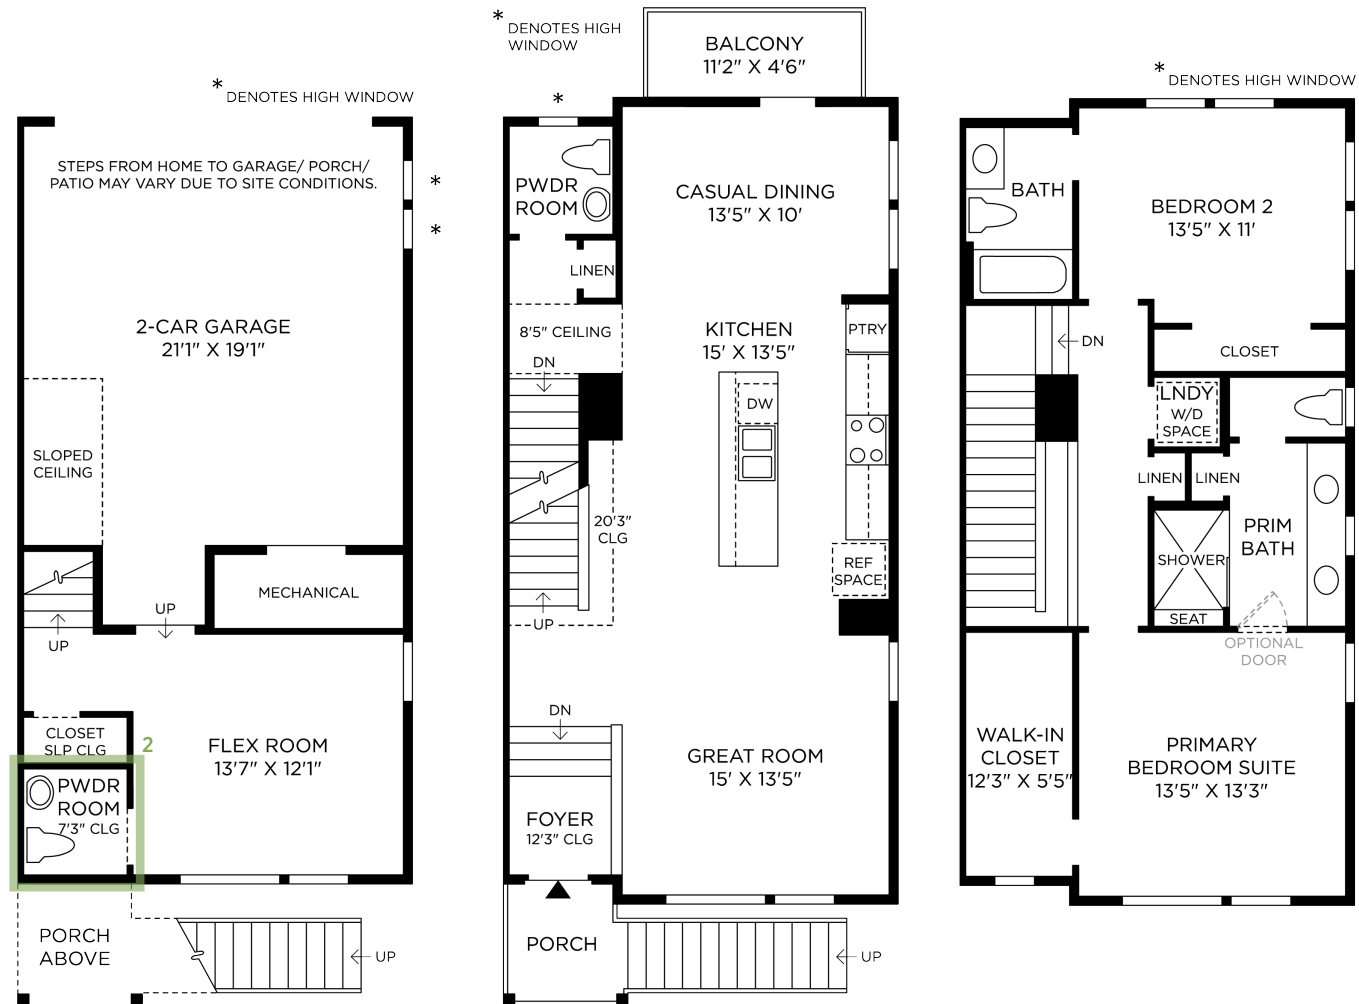 *
DENOTES HIGH WINDOW
STEPS FROM HOME TO GARAGE/ PORCH/
PATIO MAY VARY DUE TO SITE CONDITIONS.
*
*
2-CAR GARAGE
21'1" X 19'1"
SLOPED
CEILING
MECHANICAL
UP
UP
CLOSET
SLP CLG
2
FLEX ROOM
13'7" X 12'1"
PWDR
ROOM
7'3" CLG
PORCH
ABOVE
UP
*
DENOTES HIGH
WINDOW
BALCONY
11'2" X 4'6"
*
PWDR
ROOM
CASUAL DINING
13'5" X 10'
LINEN
8'5" CEILING
KITCHEN
15' X 13'5"
PTRY
DN
DW
20'3"
CLG
REF
SPACE
UP
DN
GREAT ROOM
15' X 13'5"
FOYER
12'3" CLG
PORCH
UP
*
DENOTES HIGH WINDOW
BATH
BEDROOM 2
13'5" X 11'
DN
CLOSET
LNDY
W/D
SPACE
LINEN
LINEN
PRIM
BATH
SHOWER
SEAT
OPTIONAL
DOOR
WALK-IN
CLOSET
12'3" X 5'5"
PRIMARY
BEDROOM SUITE
13'5" X 13'3"